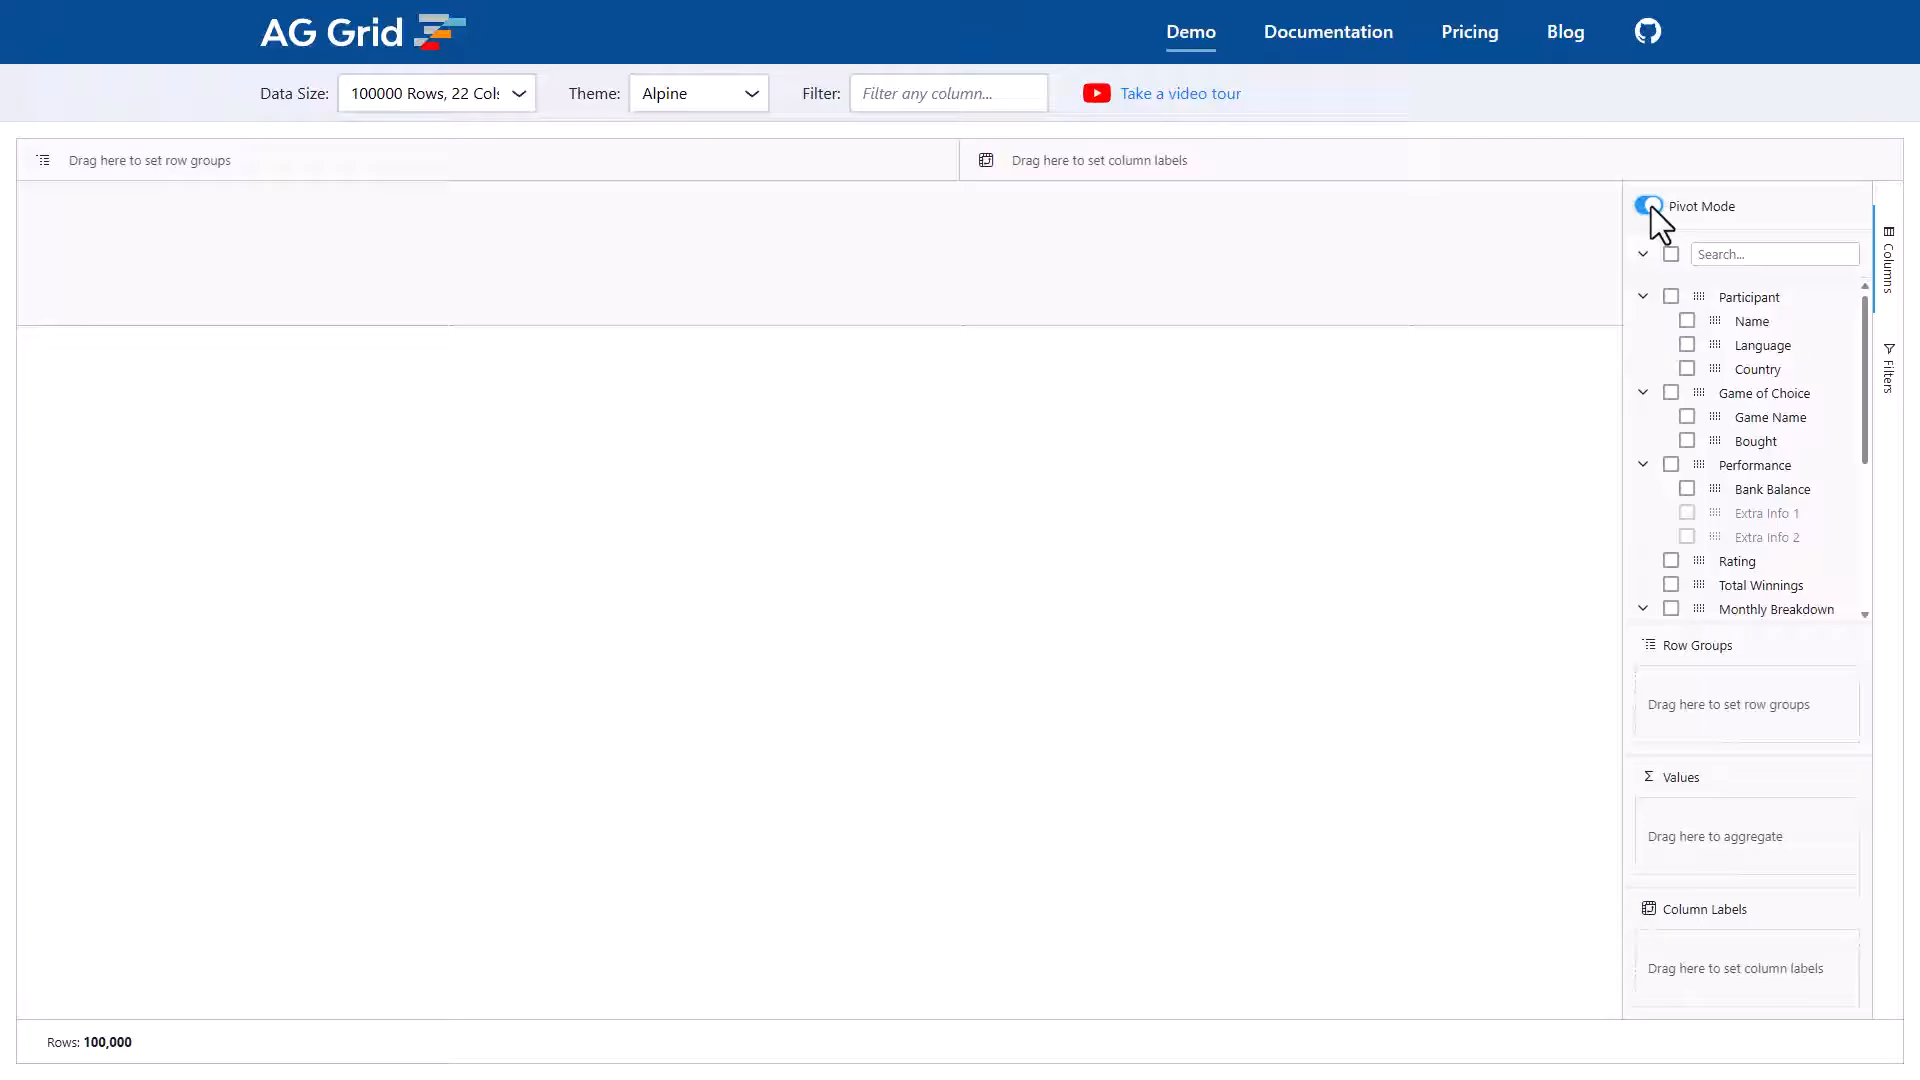 AG Grid
Demo
Documentation
Pricing
Blog
Data Size:
100000 Rows, 22 Cols
Theme:
Alpine
Filter:
Filter any column...
Take a video tour
Drag here to set row groups
Drag here to set column labels
Pivot Mode
Search...
Participant
Name
Language
Country
Game of Choice
Game Name
Bought
Performance
Bank Balance
Extra Info 1
Extra Info 2
Rating
Total Winnings
Monthly Breakdown
Row Groups
Drag here to set row groups
Values
Drag here to aggregate
Column Labels
Drag here to set column labels
Columns
Filters
Rows: 100,000